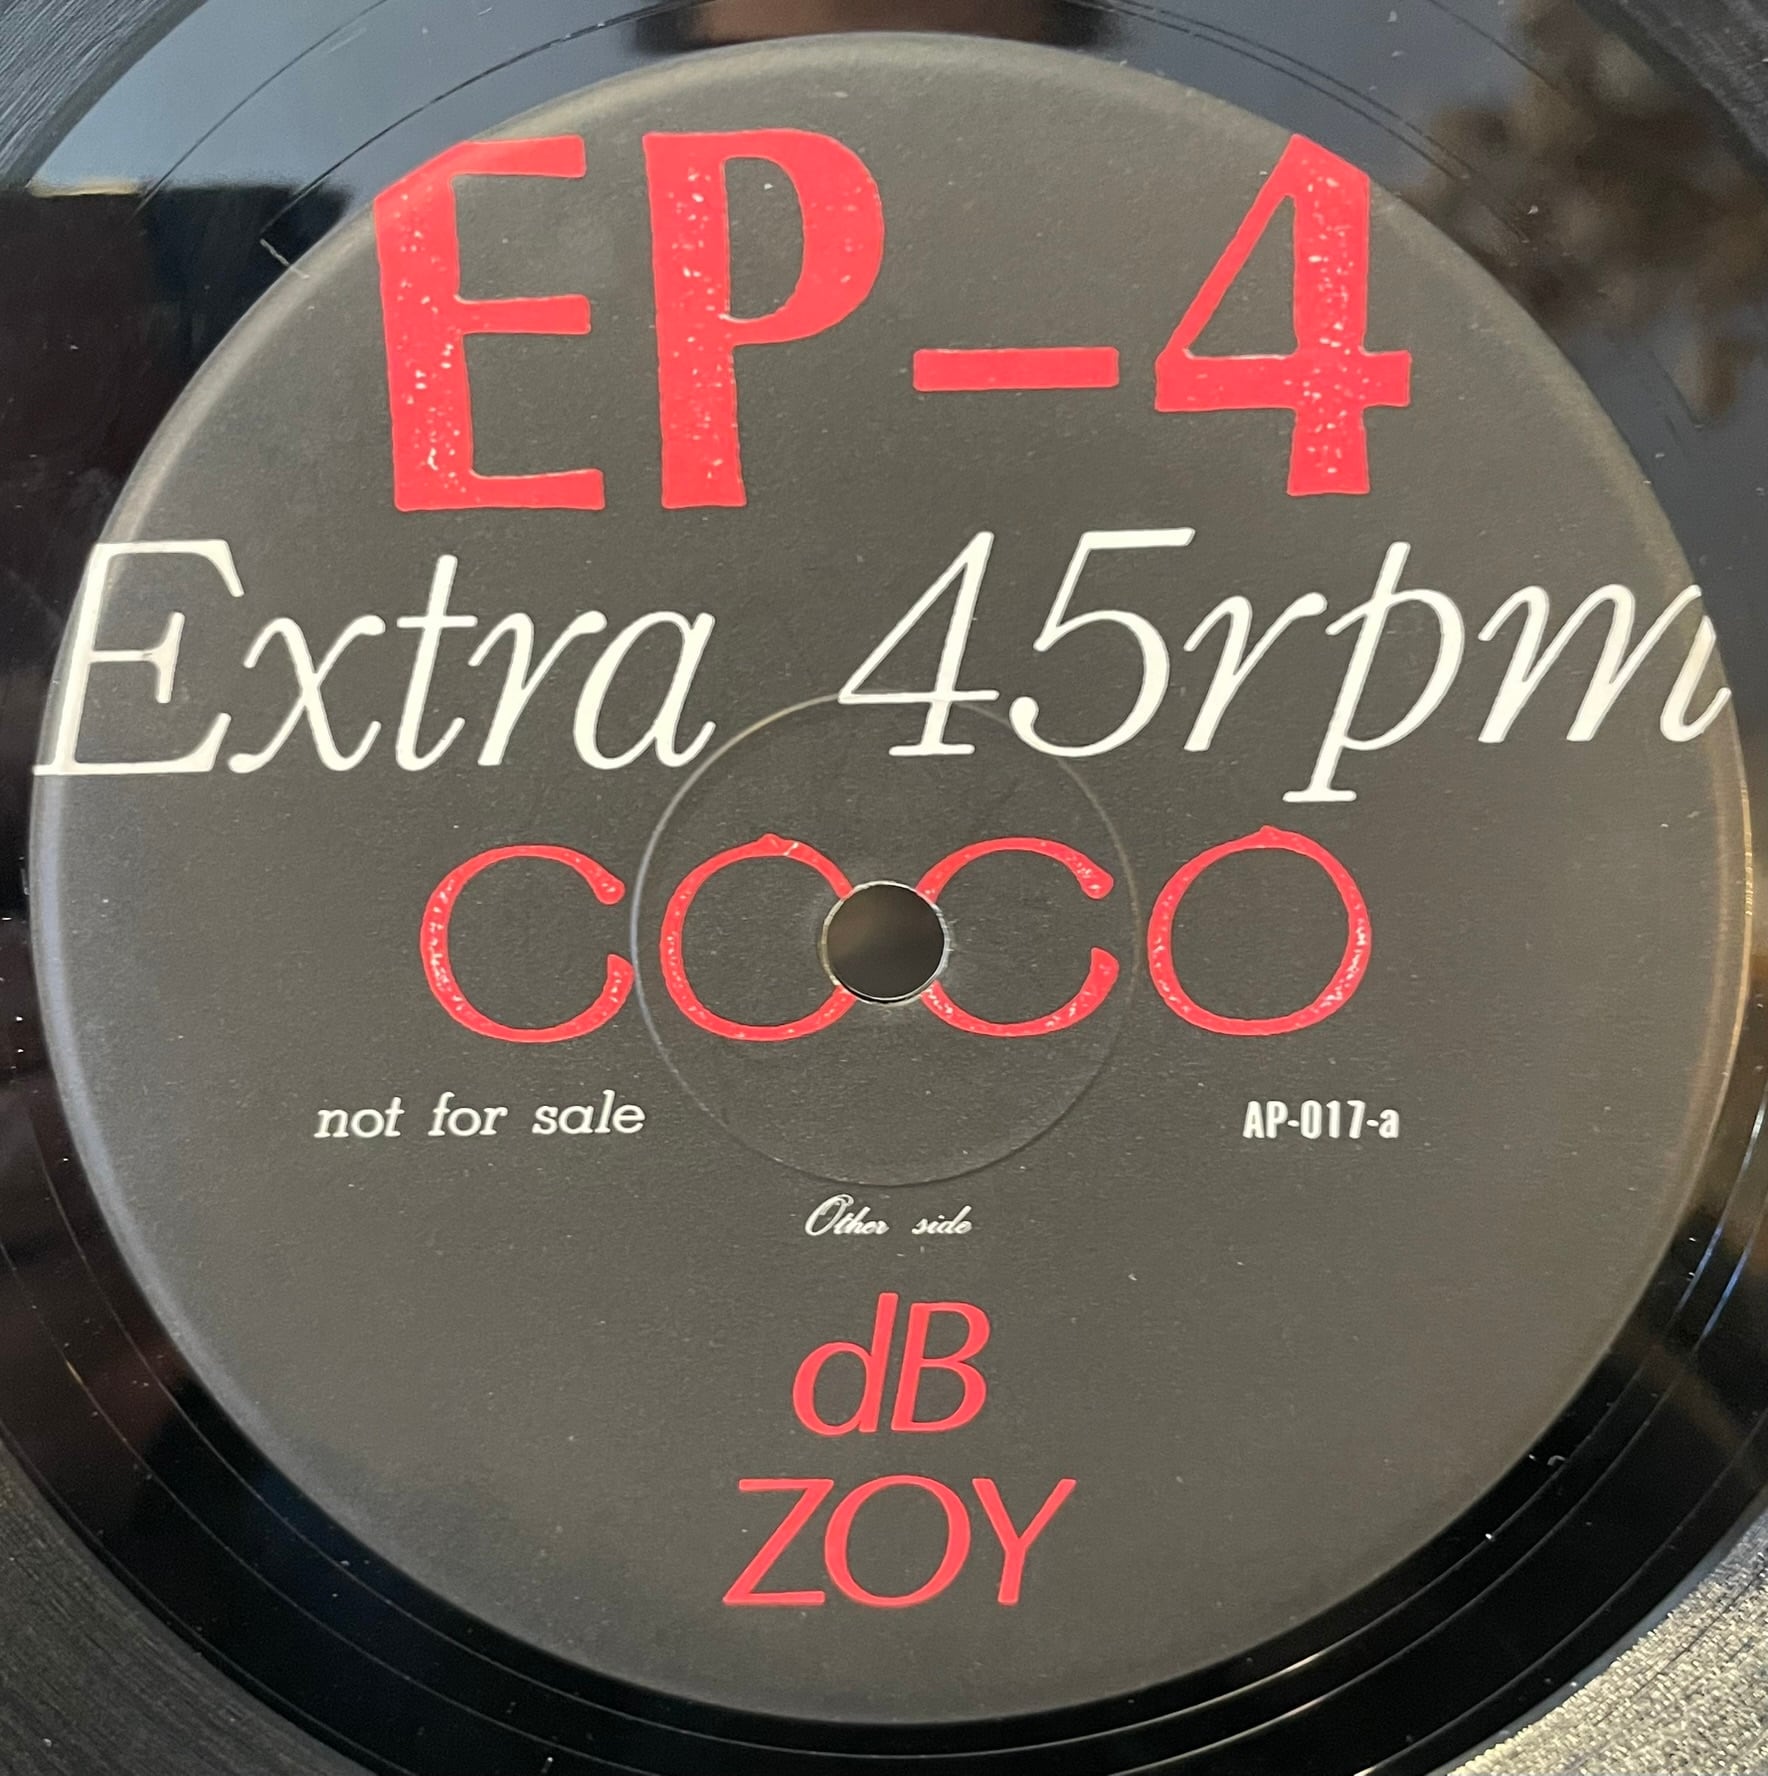 EP-4
Extra 45rpm
COCO
not for sale
AP-017-a
Other side
dB
ZOY